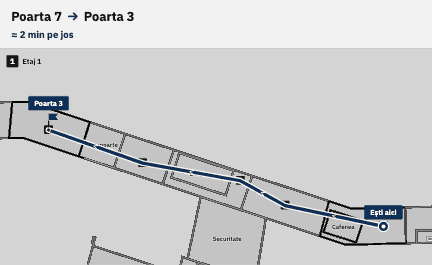 Poarta 7 → Poarta 3
≈ 2 min pe jos
1 Etaj 1
Poarta 3
Ești aici
Cafenea
Securitate